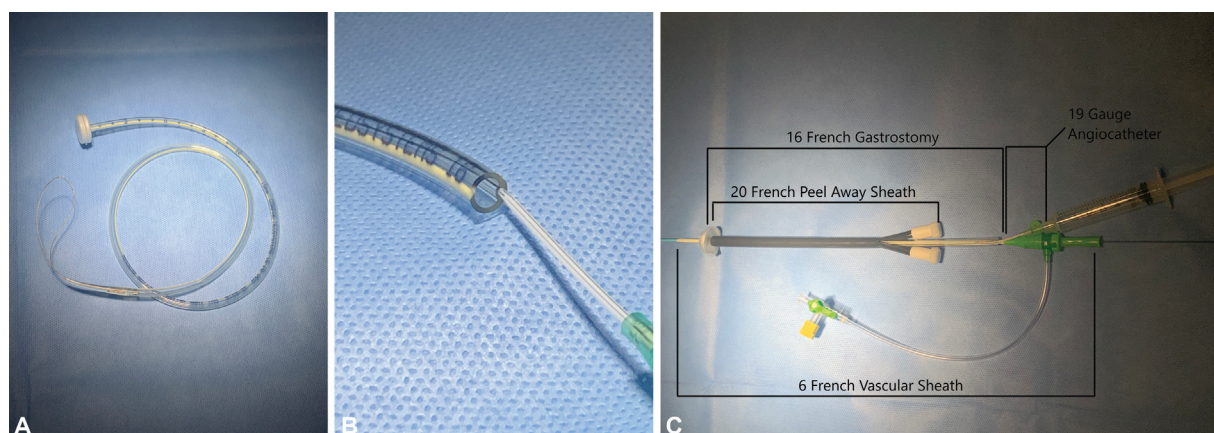 19 Gauge
Angiocatheter
16 French Gastrostomy
20 French Peel Away Sheath
6 French Vascular Sheath
A
B
C